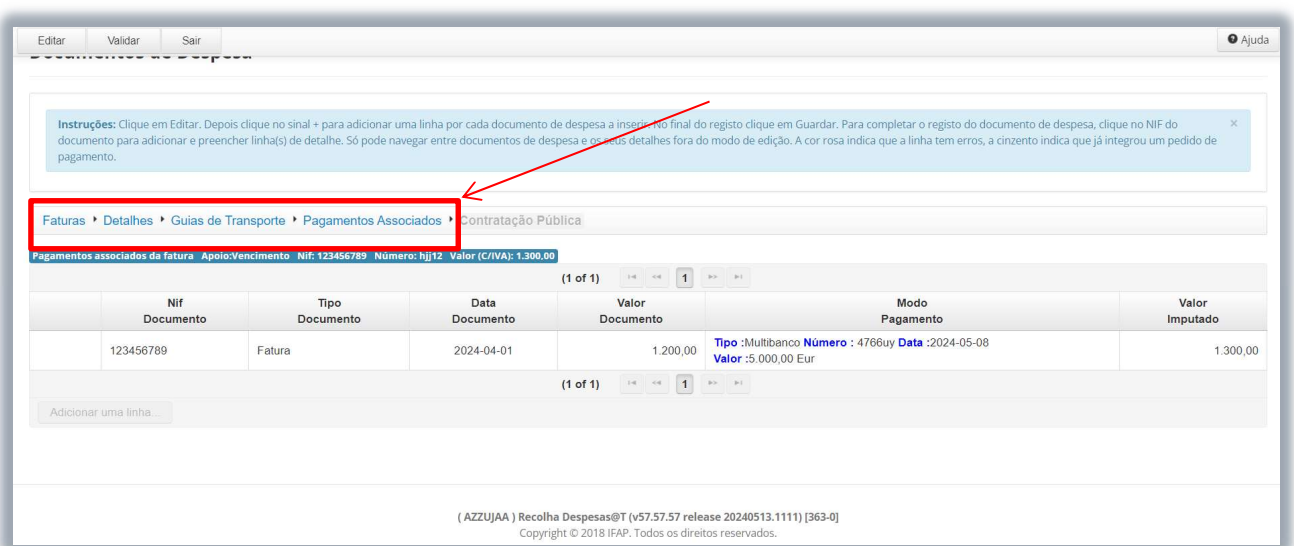 Editar Validar Sair Ajuda
Documentos de Despesa
Instruções: Clique em Editar. Depois clique no sinal + para adicionar uma linha por cada documento de despesa a inserir. No final do registo clique em Guardar. Para completar o registo do documento de despesa, clique no NIF do
documento para adicionar e preencher linha(s) de detalhe. Só pode navegar entre documentos de despesa e os seus detalhes fora do modo de edição. A cor rosa indica que a linha tem erros, a cinzento indica que já integrou um pedido de
pagamento.
Faturas Detalhes Guias de Transporte Pagamentos Associados Contratação Pública
Pagamentos associados da fatura Apoio:Vencimento Nif: 123456789 Número: hjj12 Valor (C/IVA): 1.300,00
(1 of 1) 1
Nif Tipo Data Valor Modo Valor
Documento Documento Documento Documento Pagamento Imputado
123456789 Fatura 2024-04-01 1.200,00 Tipo :Multibanco Número : 4766uy Data :2024-05-08 1.300,00
Valor :5.000,00 Eur
(1 of 1) 1
Adicionar uma linha...
( AZZUJAA ) Recolha Despesas@T (v57.57.57 release 20240513.1111) [363-0]
Copyright © 2018 IFAP. Todos os direitos reservados.